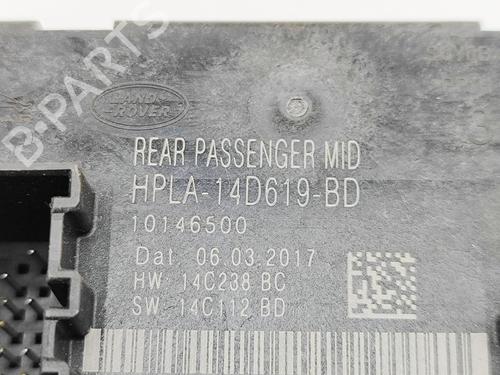 B-PARTS
LAND
ROVER
REAR PASSENGER MID
HPLA-14D619-BD
10146500
Dat. 06.03.2017
HW 14C238 BC
SW 14C112 BD